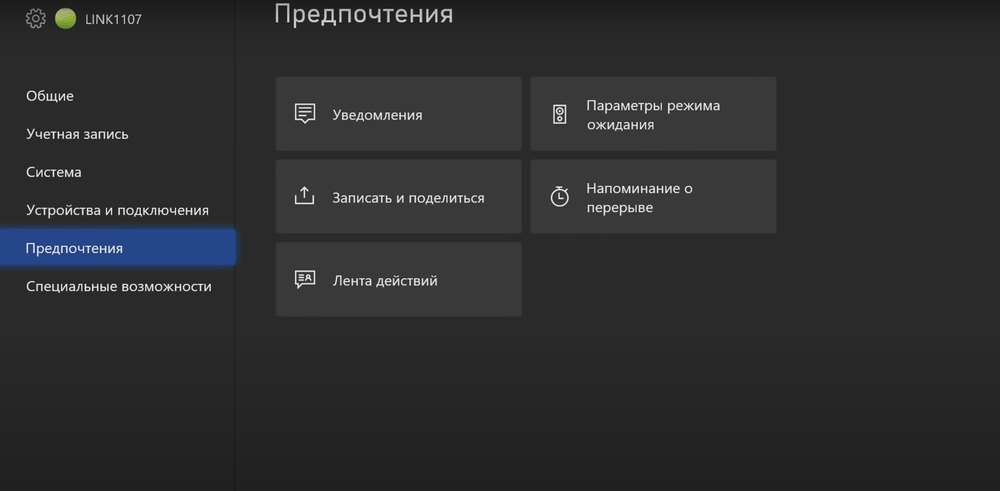 LINK1107
Предпочтения
Общие
Учетная запись
Система
Устройства и подключения
Предпочтения
Специальные возможности
Уведомления
Параметры режима
ожидания
Записать и поделиться
Напоминание о
перерыве
Лента действий